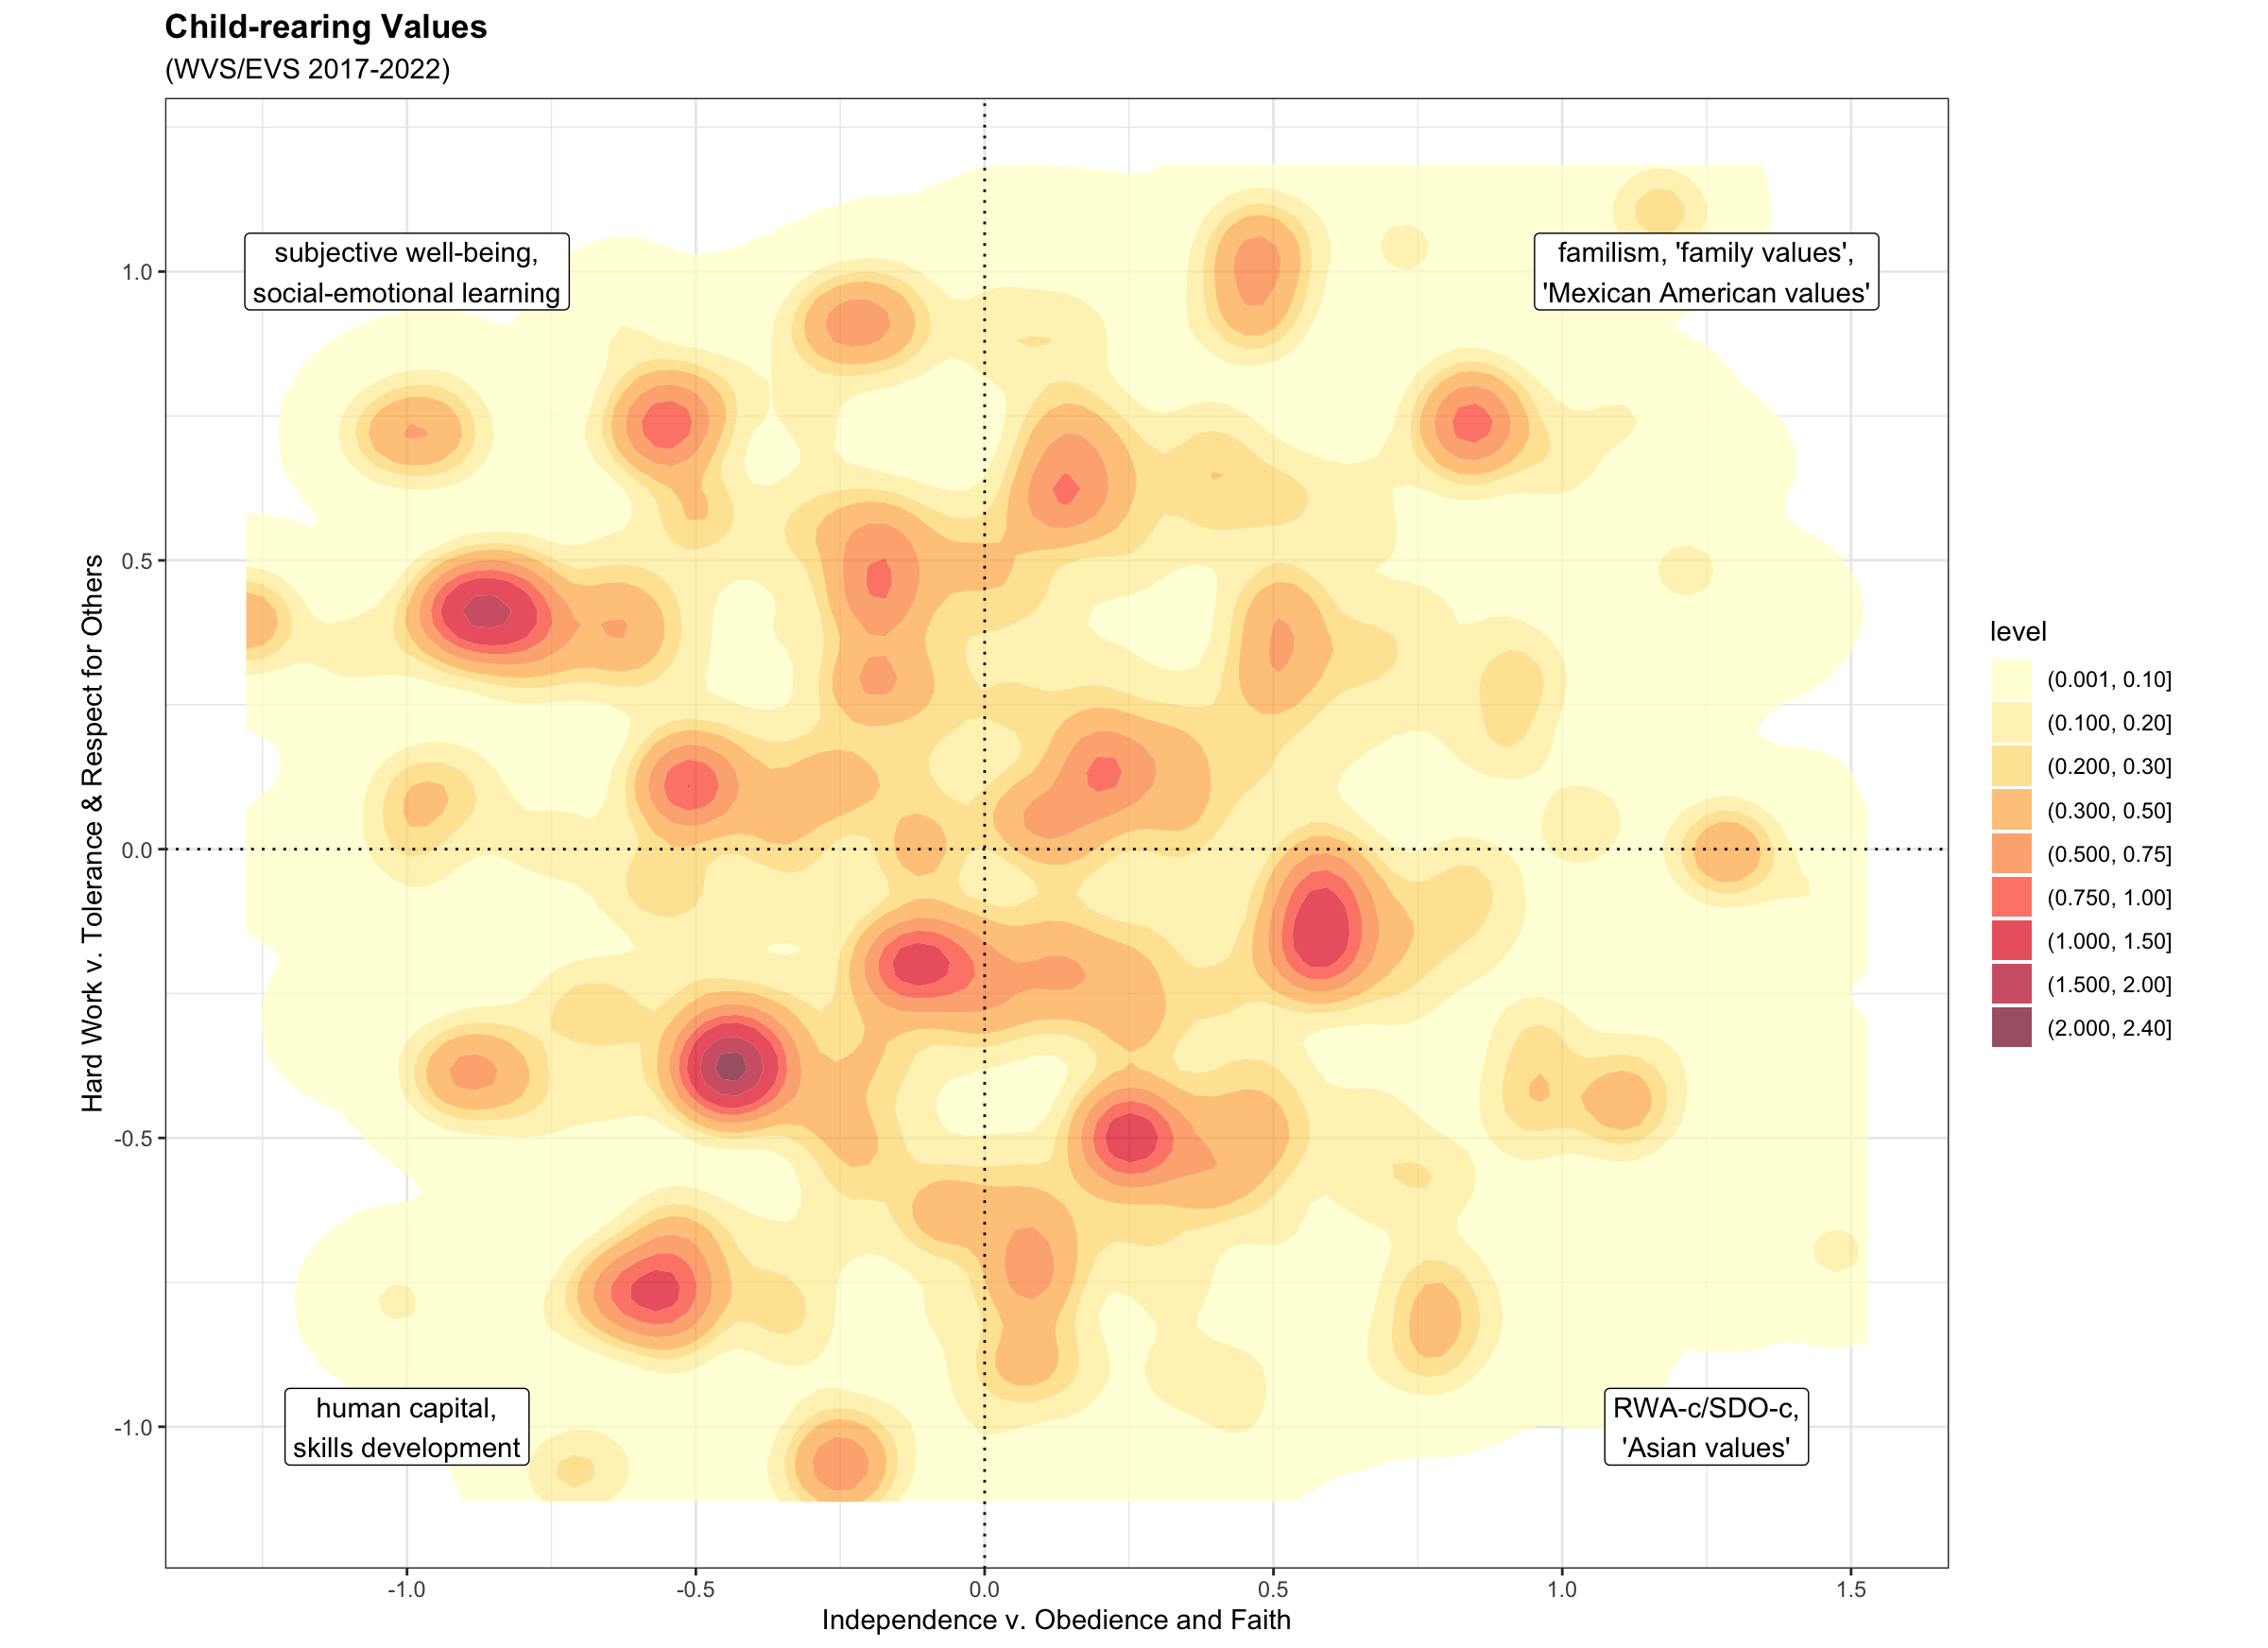 Child-rearing Values
(WVS/EVS 2017-2022)
subjective well-being,
social-emotional learning
familism, 'family values',
'Mexican American values'
human capital,
skills development
RWA-c/SDO-c,
'Asian values'
1.0
0.5
0.0
-0.5
-1.0
Hard Work v. Tolerance & Respect for Others
-1.0
-0.5
0.0
0.5
1.0
1.5
Independence v. Obedience and Faith
level
(0.001, 0.10]
(0.100, 0.20]
(0.200, 0.30]
(0.300, 0.50]
(0.500, 0.75]
(0.750, 1.00]
(1.000, 1.50]
(1.500, 2.00]
(2.000, 2.40]